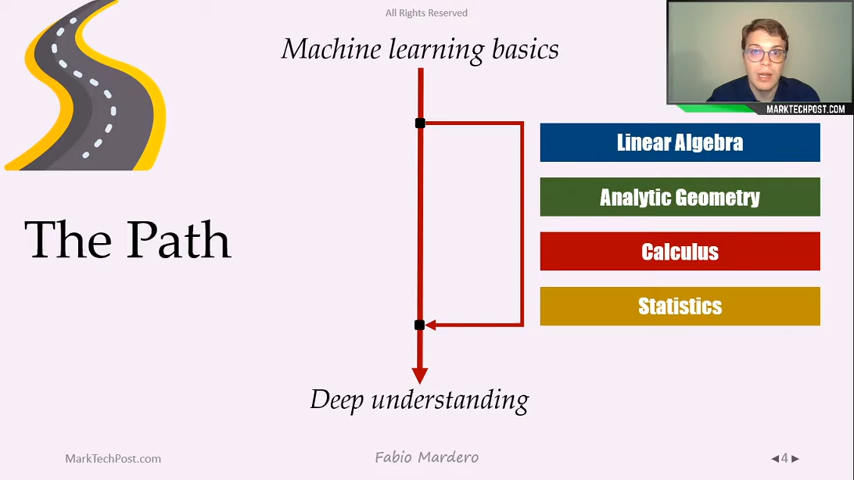 All Rights Reserved
Machine learning basics
MARKTECHPOST.COM
Linear Algebra
Analytic Geometry
The Path
Calculus
Statistics
Deep understanding
MarkTechPost.com
Fabio Mardero
4